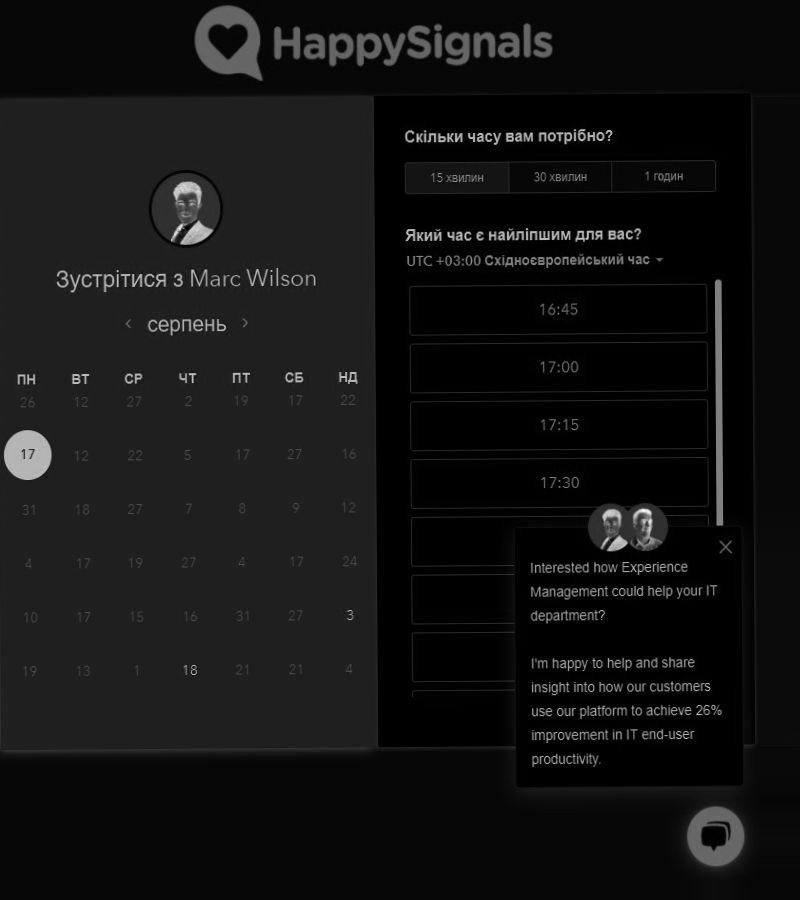 HappySignals
Зустрітися з Marc Wilson
серпень
ПН ВТ СР ЧТ ПТ СБ НД
26 12 27 2 19 17 22
17 12 22 5 17 27 16
31 18 27 7 8 9 12
4 17 19 27 4 17 24
10 17 15 16 31 27 3
19 13 1 18 21 21 4
Скільки часу вам потрібно?
15 хвилин 30 хвилин 1 годин
Який час є найліпшим для вас?
UTC +03:00 Східноєвропейський час
16:45
17:00
17:15
17:30
Interested how Experience
Management could help your IT
department?
I'm happy to help and share
insight into how our customers
use our platform to achieve 26%
improvement in IT end-user
productivity.